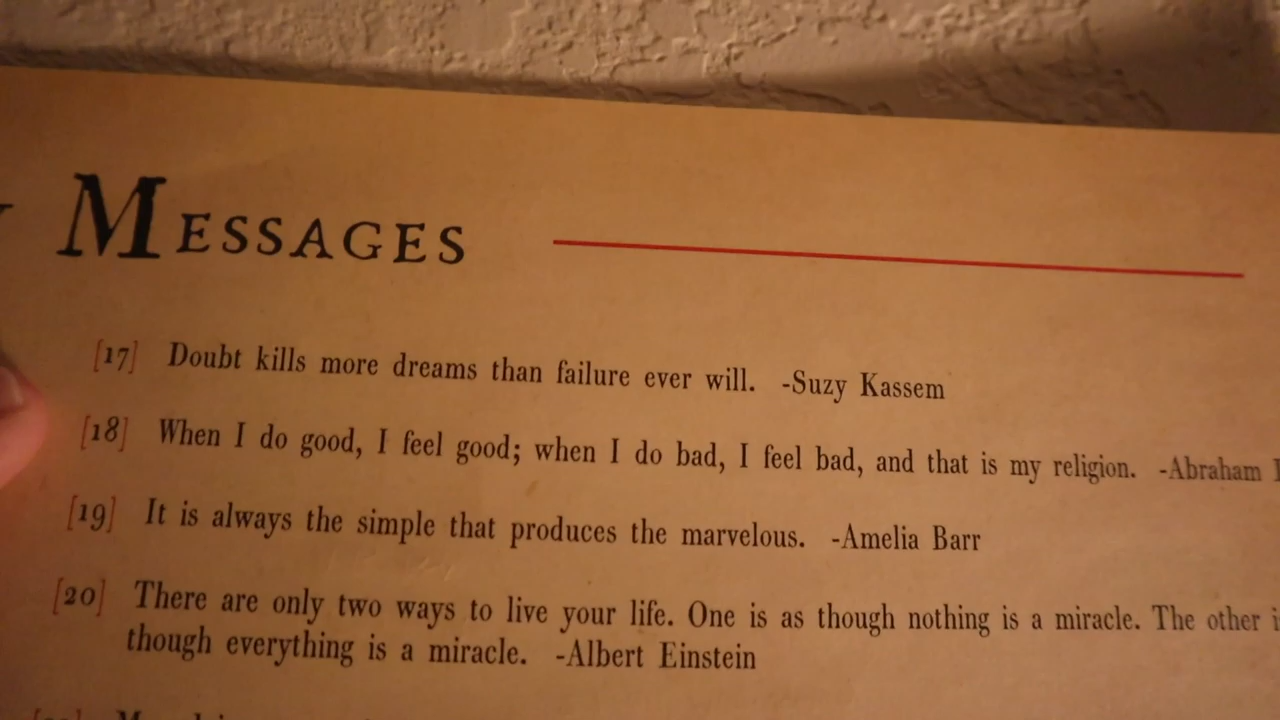 MESSAGES
[17] Doubt kills more dreams than failure ever will. -Suzy Kassem
[18] When I do good, I feel good; when I do bad, I feel bad, and that is my religion. -Abraham
[19] It is always the simple that produces the marvelous. -Amelia Barr
[20] There are only two ways to live your life. One is as though nothing is a miracle. The other
though everything is a miracle. -Albert Einstein